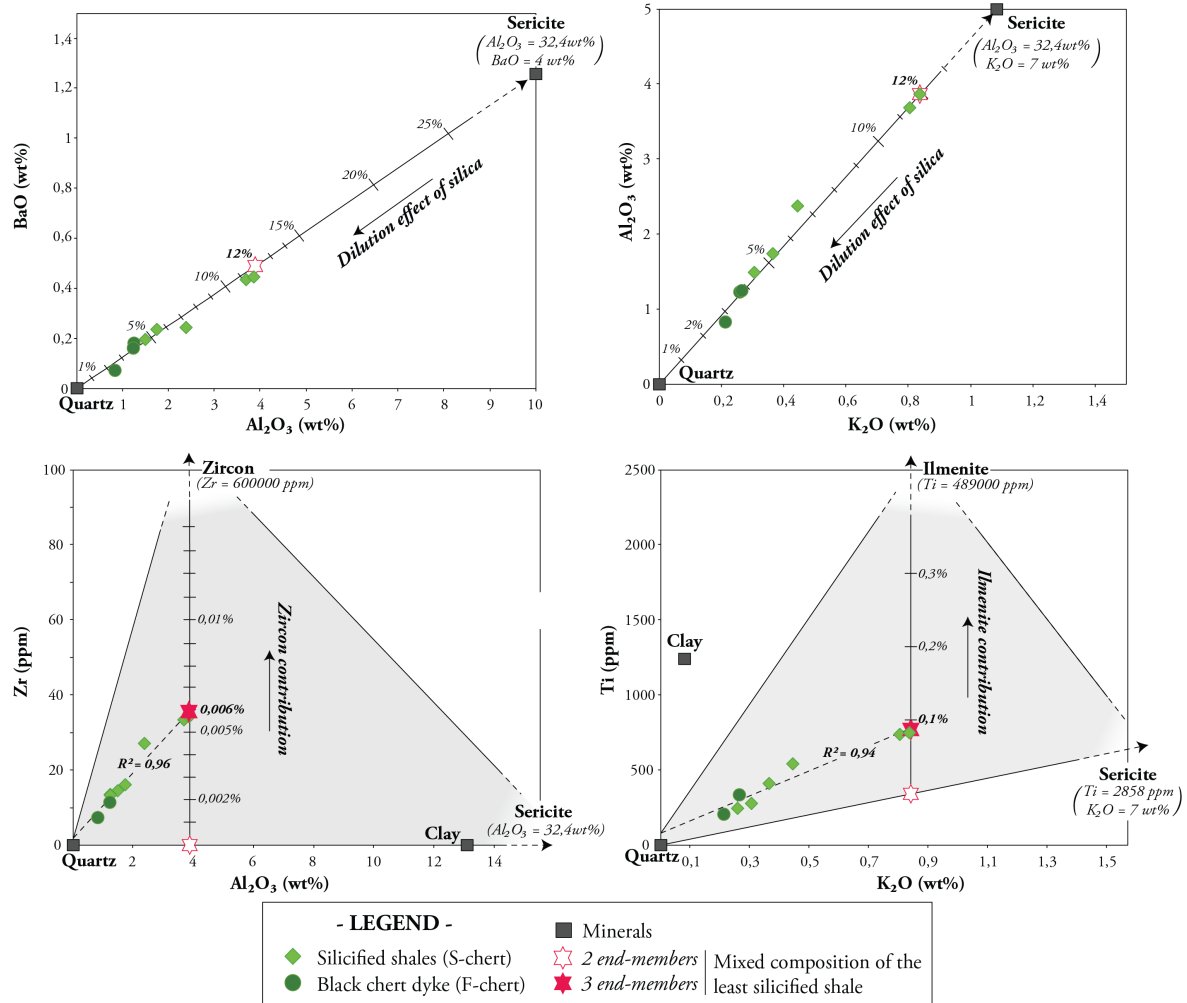 Sericite
(Al₂O₃ = 32,4wt%
BaO = 4 wt%)
1,4
1,2
1
0,8
0,6
0,4
0,2
0
BaO (wt%)
25%
20%
15%
12%
10%
5%
1%
Dilution effect of silica
Quartz
1 2 3 4 5 6 7 8 9 10
Al₂O₃ (wt%)
Sericite
(Al₂O₃ = 32,4wt%
K₂O = 7 wt%)
5
4
3
2
1
0
Al₂O₃ (wt%)
12%
10%
5%
2%
1%
Dilution effect of silica
Quartz
0 0,2 0,4 0,6 0,8 1 1,2 1,4
K₂O (wt%)
Zircon
(Zr = 600000 ppm)
100
80
60
40
20
0
Zr (ppm)
0,01%
0,006%
0,005%
0,002%
R² = 0,96
Zircon contribution
Sericite
(Al₂O₃ = 32,4wt%)
Clay
Quartz
2 4 6 8 10 12 14
Al₂O₃ (wt%)
Ilmenite
(Ti = 489000 ppm)
2500
2000
1500
1000
500
0
Ti (ppm)
0,3%
0,2%
0,1%
R² = 0,94
Ilmenite contribution
Clay
Sericite
(Ti = 2858 ppm
K₂O = 7 wt%)
Quartz
0,1 0,3 0,5 0,7 0,9 1,1 1,3 1,5
K₂O (wt%)
- LEGEND -
Silicified shales (S-chert)
Black chert dyke (F-chert)
Minerals
2 end-members
3 end-members
Mixed composition of the
least silicified shale